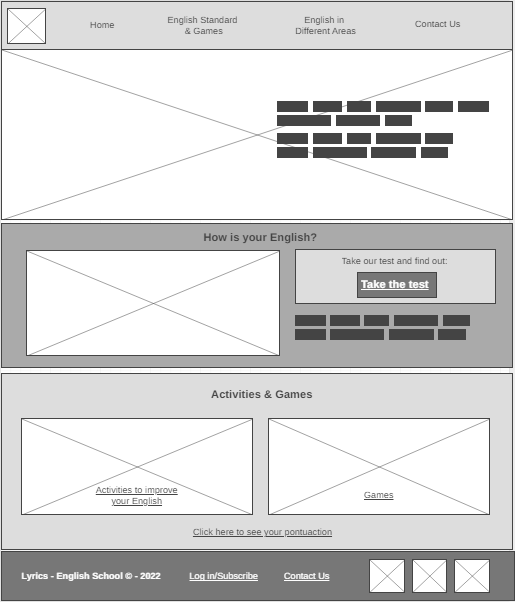 Home
English Standard
& Games
English in
Different Areas
Contact Us
How is your English?
Take our test and find out:
Take the test
Activities & Games
Activities to improve
your English
Games
Click here to see your pontuaction
Lyrics - English School © - 2022
Log in/Subscribe
Contact Us